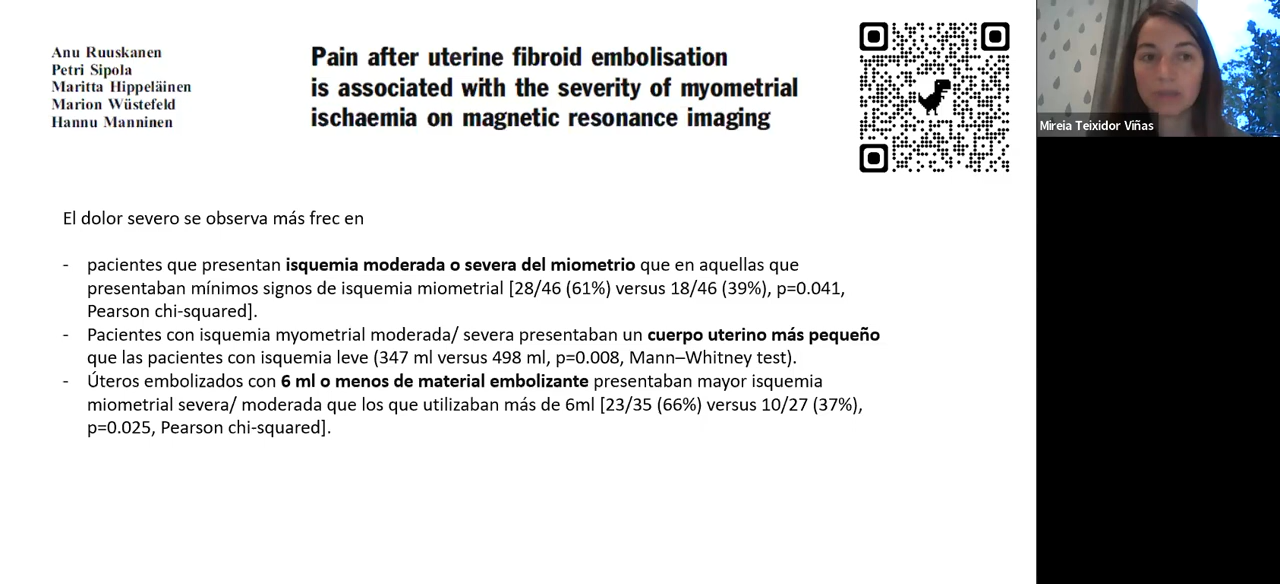 Anu Ruuskanen
Petri Sipola
Maritta Hippeläinen
Marion Wüstefeld
Hannu Manninen
Pain after uterine fibroid embolisation
is associated with the severity of myometrial
ischaemia on magnetic resonance imaging
Mireia Teixidor Viñas
El dolor severo se observa más frec en
- pacientes que presentan isquemia moderada o severa del miometrio que en aquellas que
presentaban mínimos signos de isquemia miometrial [28/46 (61%) versus 18/46 (39%), p=0.041,
Pearson chi-squared].
- Pacientes con isquemia myometrial moderada/ severa presentaban un cuerpo uterino más pequeño
que las pacientes con isquemia leve (347 ml versus 498 ml, p=0.008, Mann–Whitney test).
- Úteros embolizados con 6 ml o menos de material embolizante presentaban mayor isquemia
miometrial severa/ moderada que los que utilizaban más de 6ml [23/35 (66%) versus 10/27 (37%),
p=0.025, Pearson chi-squared].